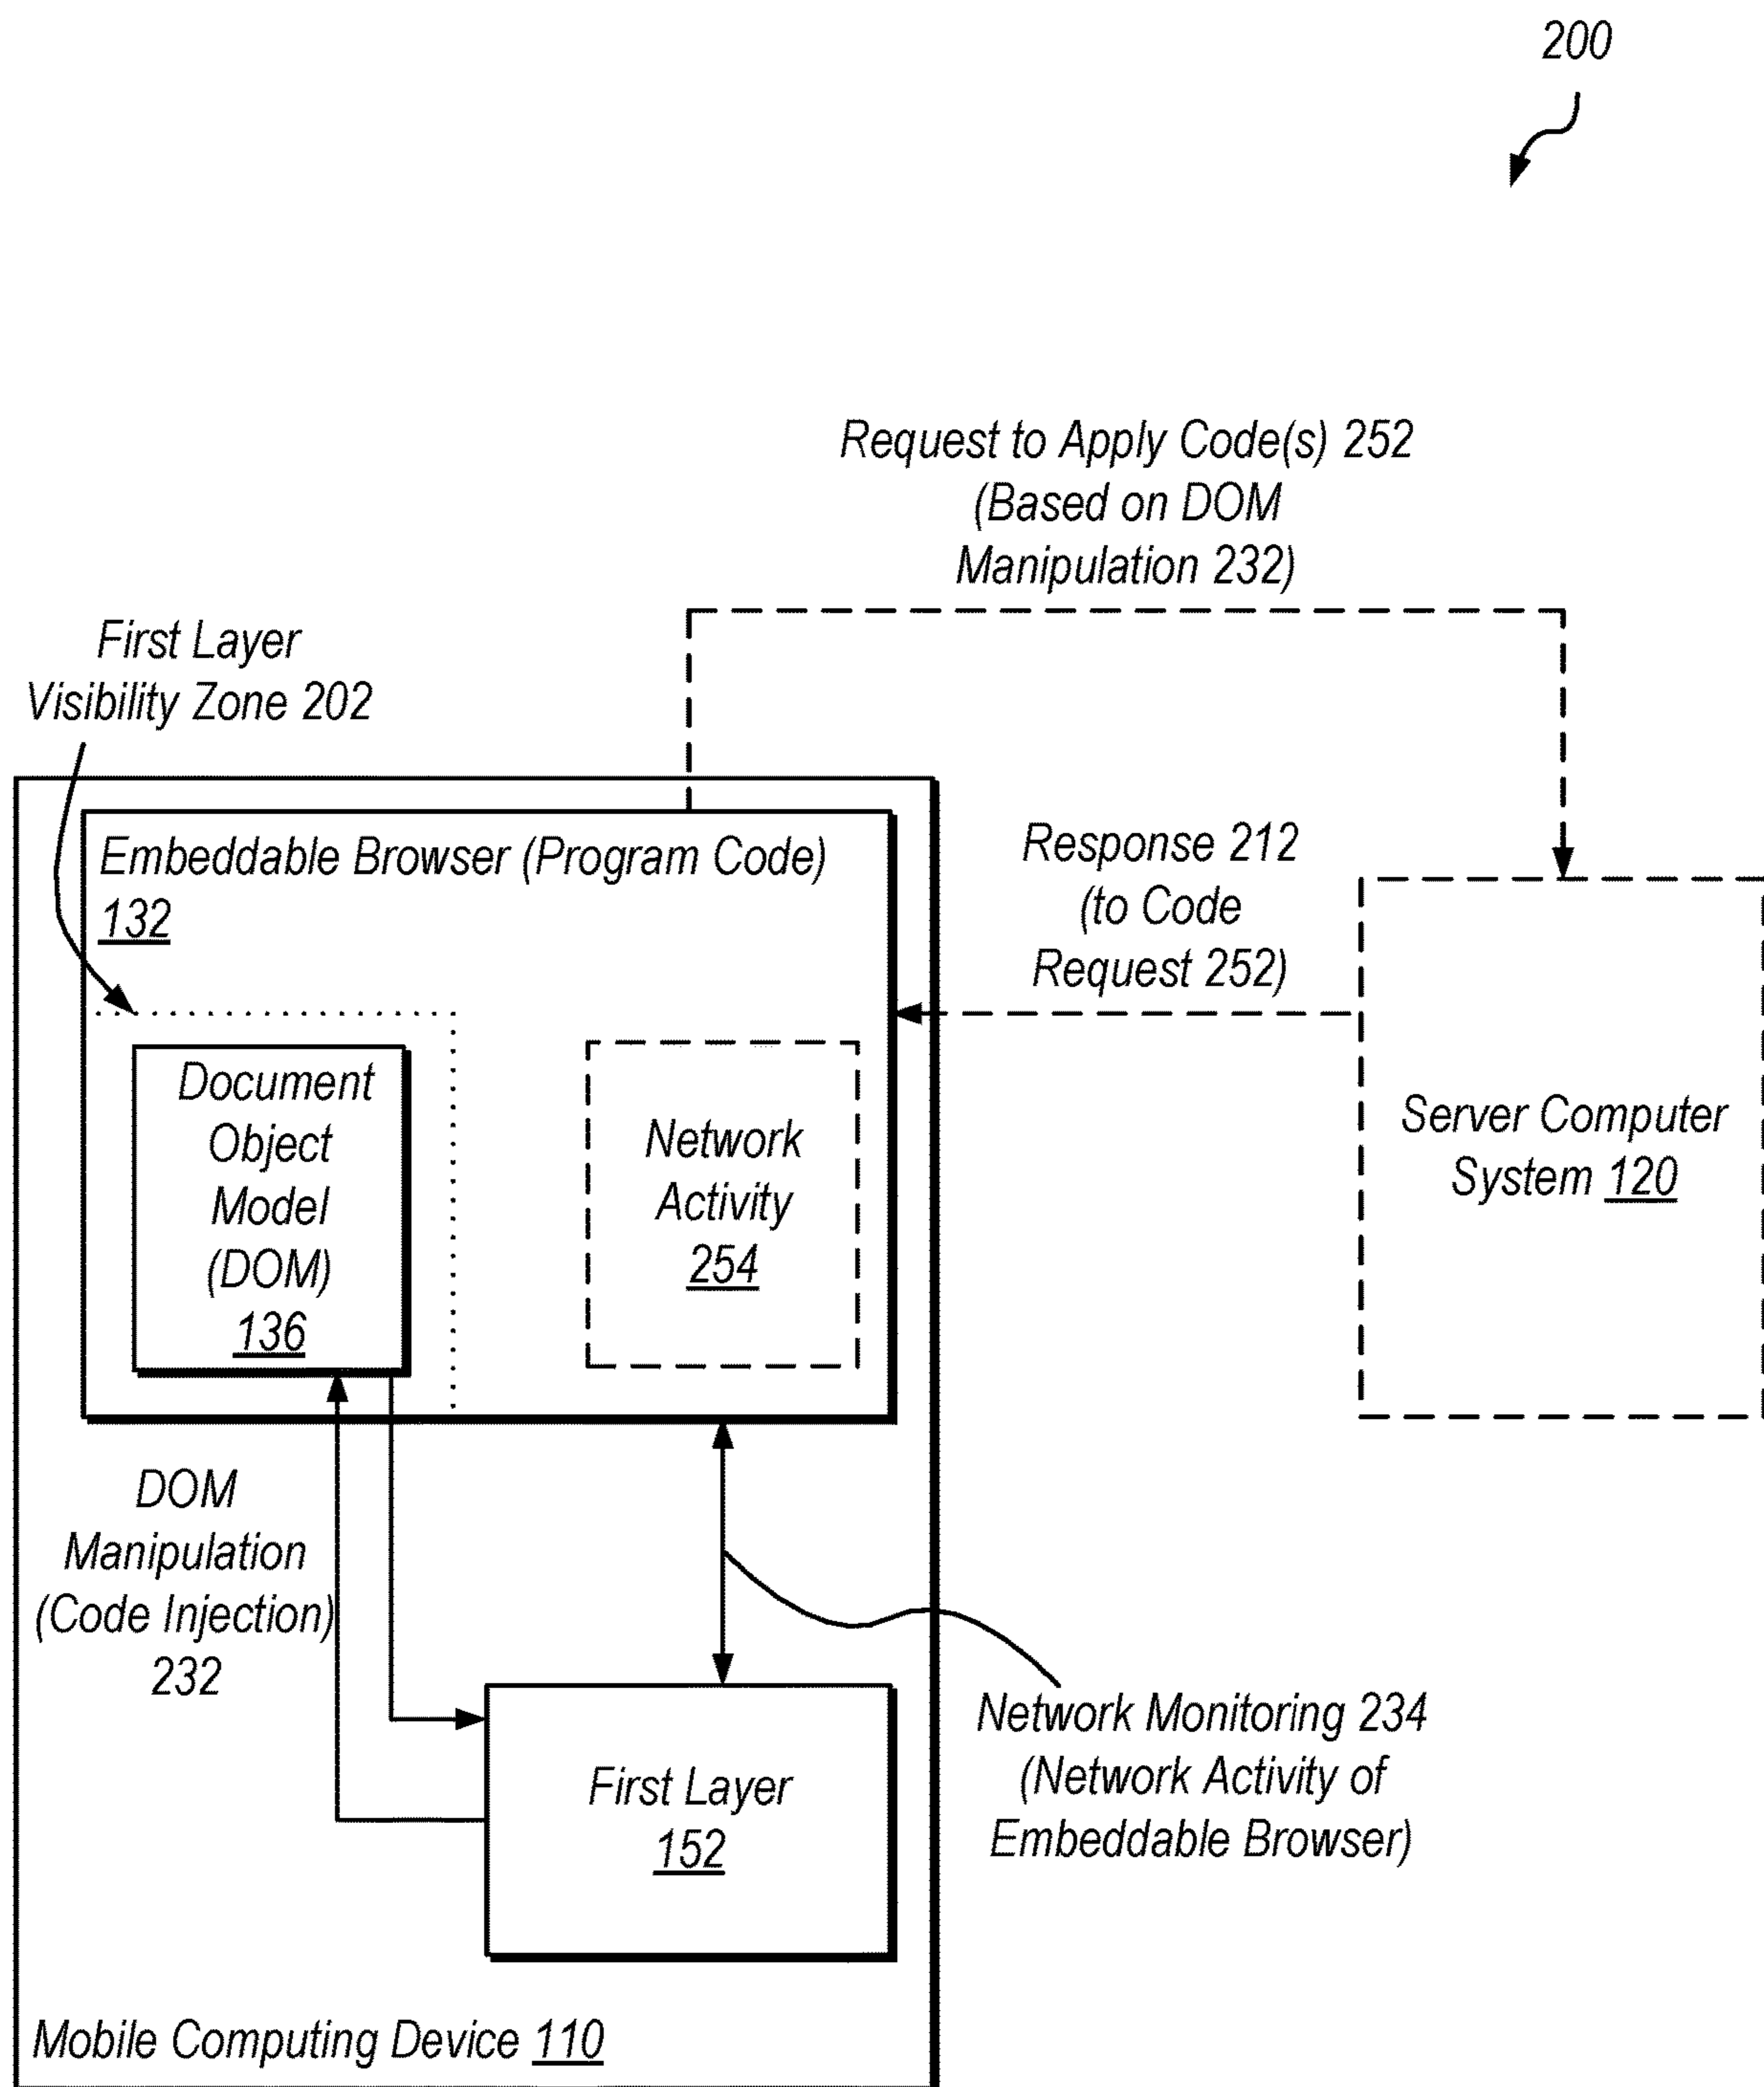 200
Request to Apply Code(s) 252
(Based on DOM
Manipulation 232)
First Layer
Visibility Zone 202
Embeddable Browser (Program Code)
132
Response 212
(to Code
Request 252)
Document
Object
Model
(DOM)
136
Network
Activity
254
Server Computer
System 120
DOM
Manipulation
(Code Injection)
232
Network Monitoring 234
(Network Activity of
Embeddable Browser)
First Layer
152
Mobile Computing Device 110